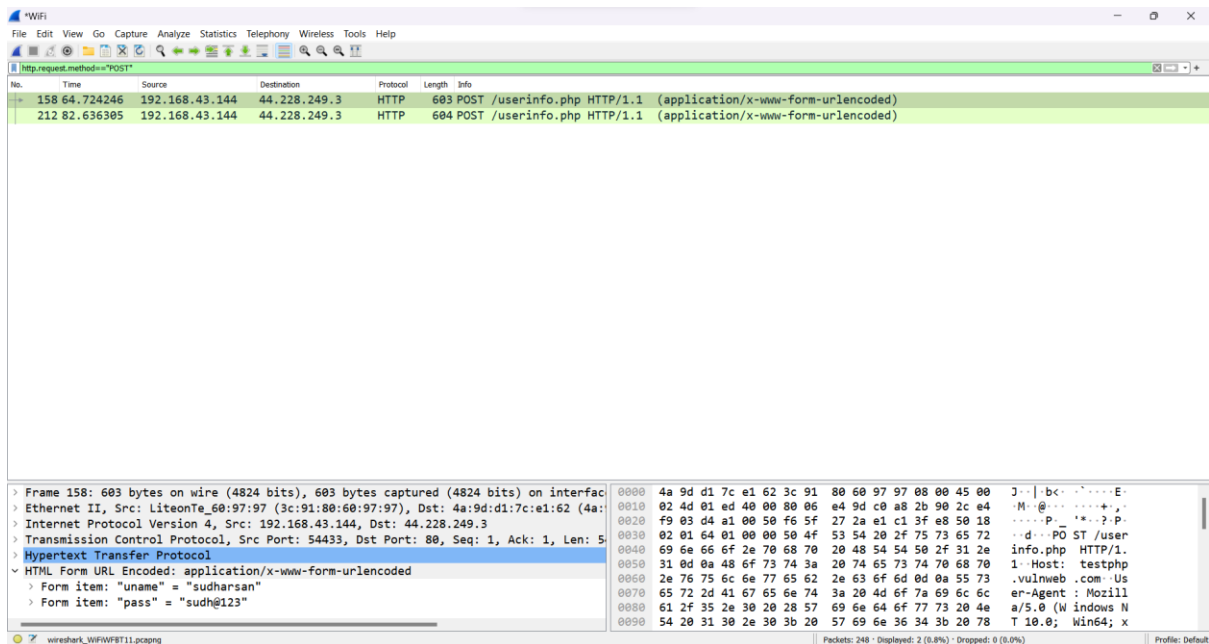 *WiFi
File Edit View Go Capture Analyze Statistics Telephony Wireless Tools Help
http.request.method=="POST"
No. Time Source Destination Protocol Length Info
158 64.724246 192.168.43.144 44.228.249.3 HTTP 603 POST /userinfo.php HTTP/1.1 (application/x-www-form-urlencoded)
212 82.636305 192.168.43.144 44.228.249.3 HTTP 604 POST /userinfo.php HTTP/1.1 (application/x-www-form-urlencoded)
Frame 158: 603 bytes on wire (4824 bits), 603 bytes captured (4824 bits) on interfac
Ethernet II, Src: LiteonTe_60:97:97 (3c:91:80:60:97:97), Dst: 4a:9d:d1:7c:e1:62 (4a:
Internet Protocol Version 4, Src: 192.168.43.144, Dst: 44.228.249.3
Transmission Control Protocol, Src Port: 54433, Dst Port: 80, Seq: 1, Ack: 1, Len: 5
Hypertext Transfer Protocol
HTML Form URL Encoded: application/x-www-form-urlencoded
Form item: "uname" = "sudharsan"
Form item: "pass" = "sudh@123"
0000 4a 9d d1 7c e1 62 3c 91 80 60 97 97 08 00 45 00 J··|·b<· ·`····E·
0010 02 4d 01 ed 40 00 80 06 e4 9d c0 a8 2b 90 2c e4 ·M··@··· ····+·,·
0020 f9 03 d4 a1 00 50 f6 5f 27 2a e1 c1 3f e8 50 18 ·····P·_ '*··?·P·
0030 02 01 64 01 00 00 50 4f 53 54 20 2f 75 73 65 72 ··d···PO ST /user
0040 69 6e 66 6f 2e 70 68 70 20 48 54 54 50 2f 31 2e info.php HTTP/1.
0050 31 0d 0a 48 6f 73 74 3a 20 74 65 73 74 70 68 70 1··Host: testphp
0060 2e 76 75 6c 6e 77 65 62 2e 63 6f 6d 0d 0a 55 73 .vulnweb .com··Us
0070 65 72 2d 41 67 65 6e 74 3a 20 4d 6f 7a 69 6c 6c er-Agent : Mozill
0080 61 2f 35 2e 30 20 28 57 69 6e 64 6f 77 73 20 4e a/5.0 (W indows N
0090 54 20 31 30 2e 30 3b 20 57 69 6e 36 34 3b 20 78 T 10.0; Win64; x
wireshark_WiFiWFBT11.pcapng Packets: 248 · Displayed: 2 (0.8%) · Dropped: 0 (0.0%) Profile: Default